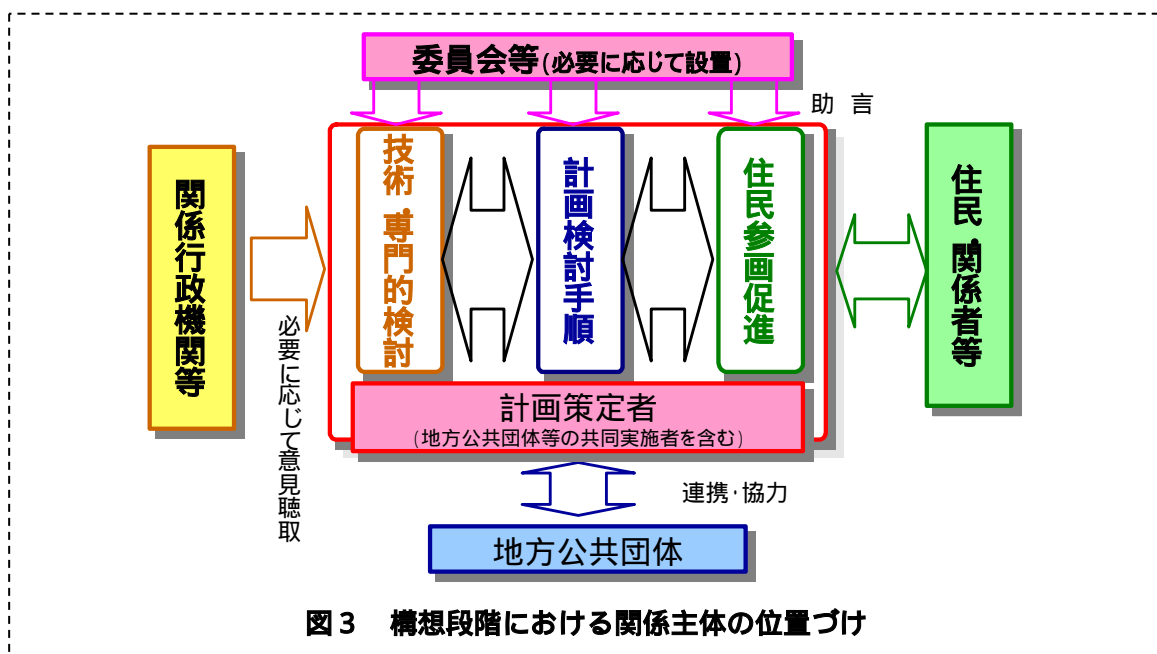 委員会等(必要に応じて設置)
助 言
関係行政機関等
必要に応じて意見聴取
技術・専門的検討
計画検討手順
住民参画促進
住民・関係者等
計画策定者
(地方公共団体等の共同実施者を含む)
連携・協力
地方公共団体
図3 構想段階における関係主体の位置づけ